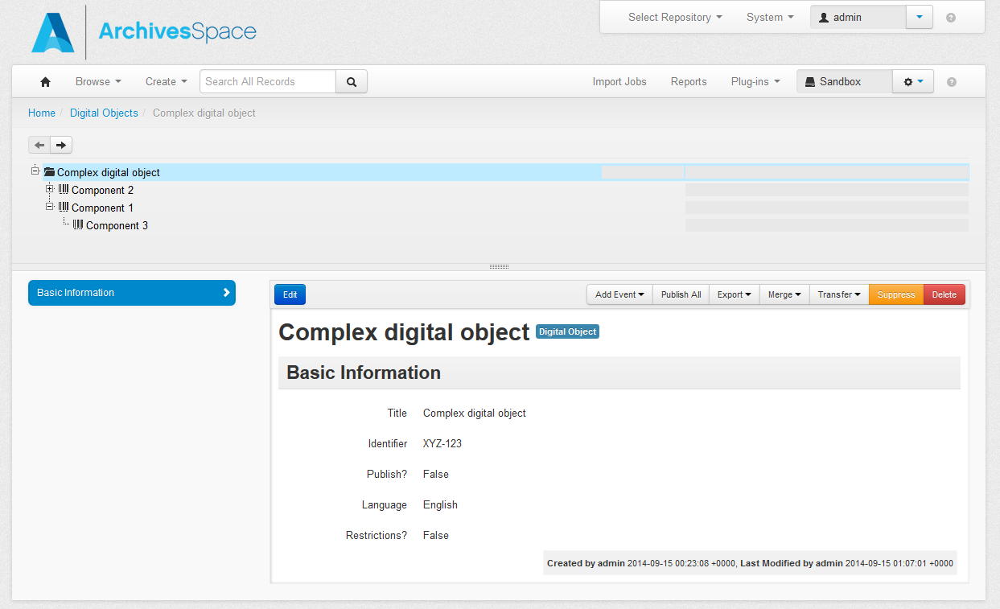 ArchivesSpace
Select Repository System admin
Browse Create Search All Records Import Jobs Reports Plug-ins Sandbox
Home / Digital Objects / Complex digital object
Complex digital object
Component 2
Component 1
Component 3
Basic Information
Edit Add Event Publish All Export Merge Transfer Suppress Delete
Complex digital object Digital Object
Basic Information
Title Complex digital object
Identifier XYZ-123
Publish? False
Language English
Restrictions? False
Created by admin 2014-09-15 00:23:08 +0000, Last Modified by admin 2014-09-15 01:07:01 +0000